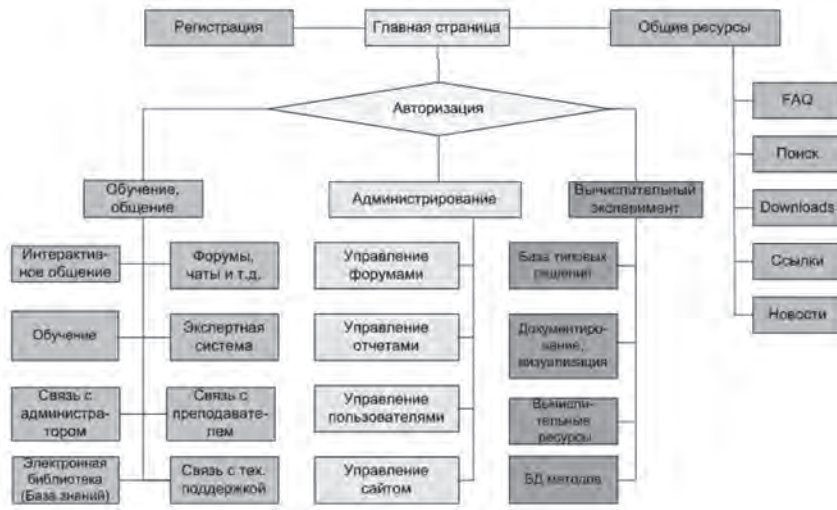 Регистрация
Главная страница
Общие ресурсы
Авторизация
FAQ
Поиск
Downloads
Ссылки
Новости
Обучение,
общение
Администрирование
Вычислительный
эксперимент
Интерактив-
ное общение
Форумы,
чаты и т.д.
Управление
форумами
База типовых
решений
Обучение
Экспертная
система
Управление
отчетами
Документиро-
вание,
визуализация
Связь с
администра-
тором
Связь с
преподавате-
лем
Управление
пользователями
Вычисли-
тельные
ресурсы
Электронная
библиотека
(База знаний)
Связь с тех.
поддержкой
Управление
сайтом
БД методов